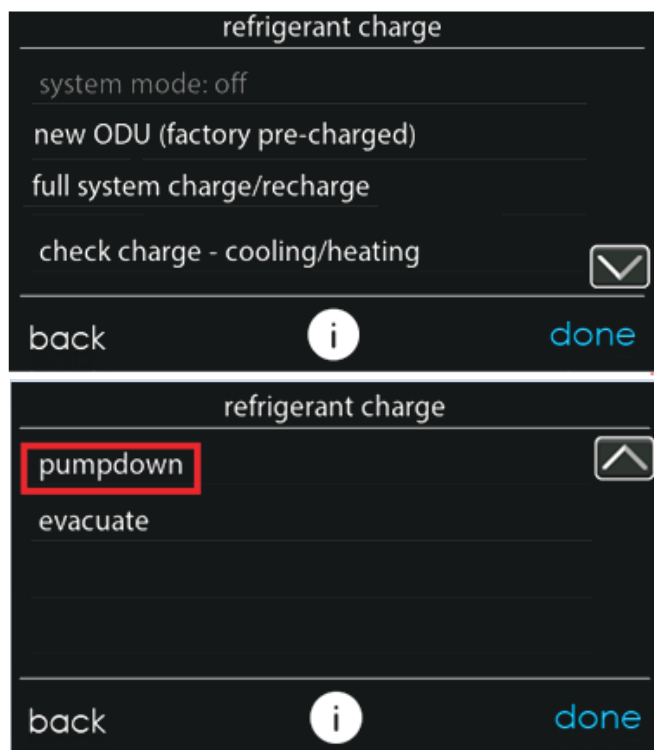 refrigerant charge
system mode: off
new ODU (factory pre-charged)
full system charge/recharge
check charge - cooling/heating
back
i
done
refrigerant charge
pumpdown
evacuate
back
i
done